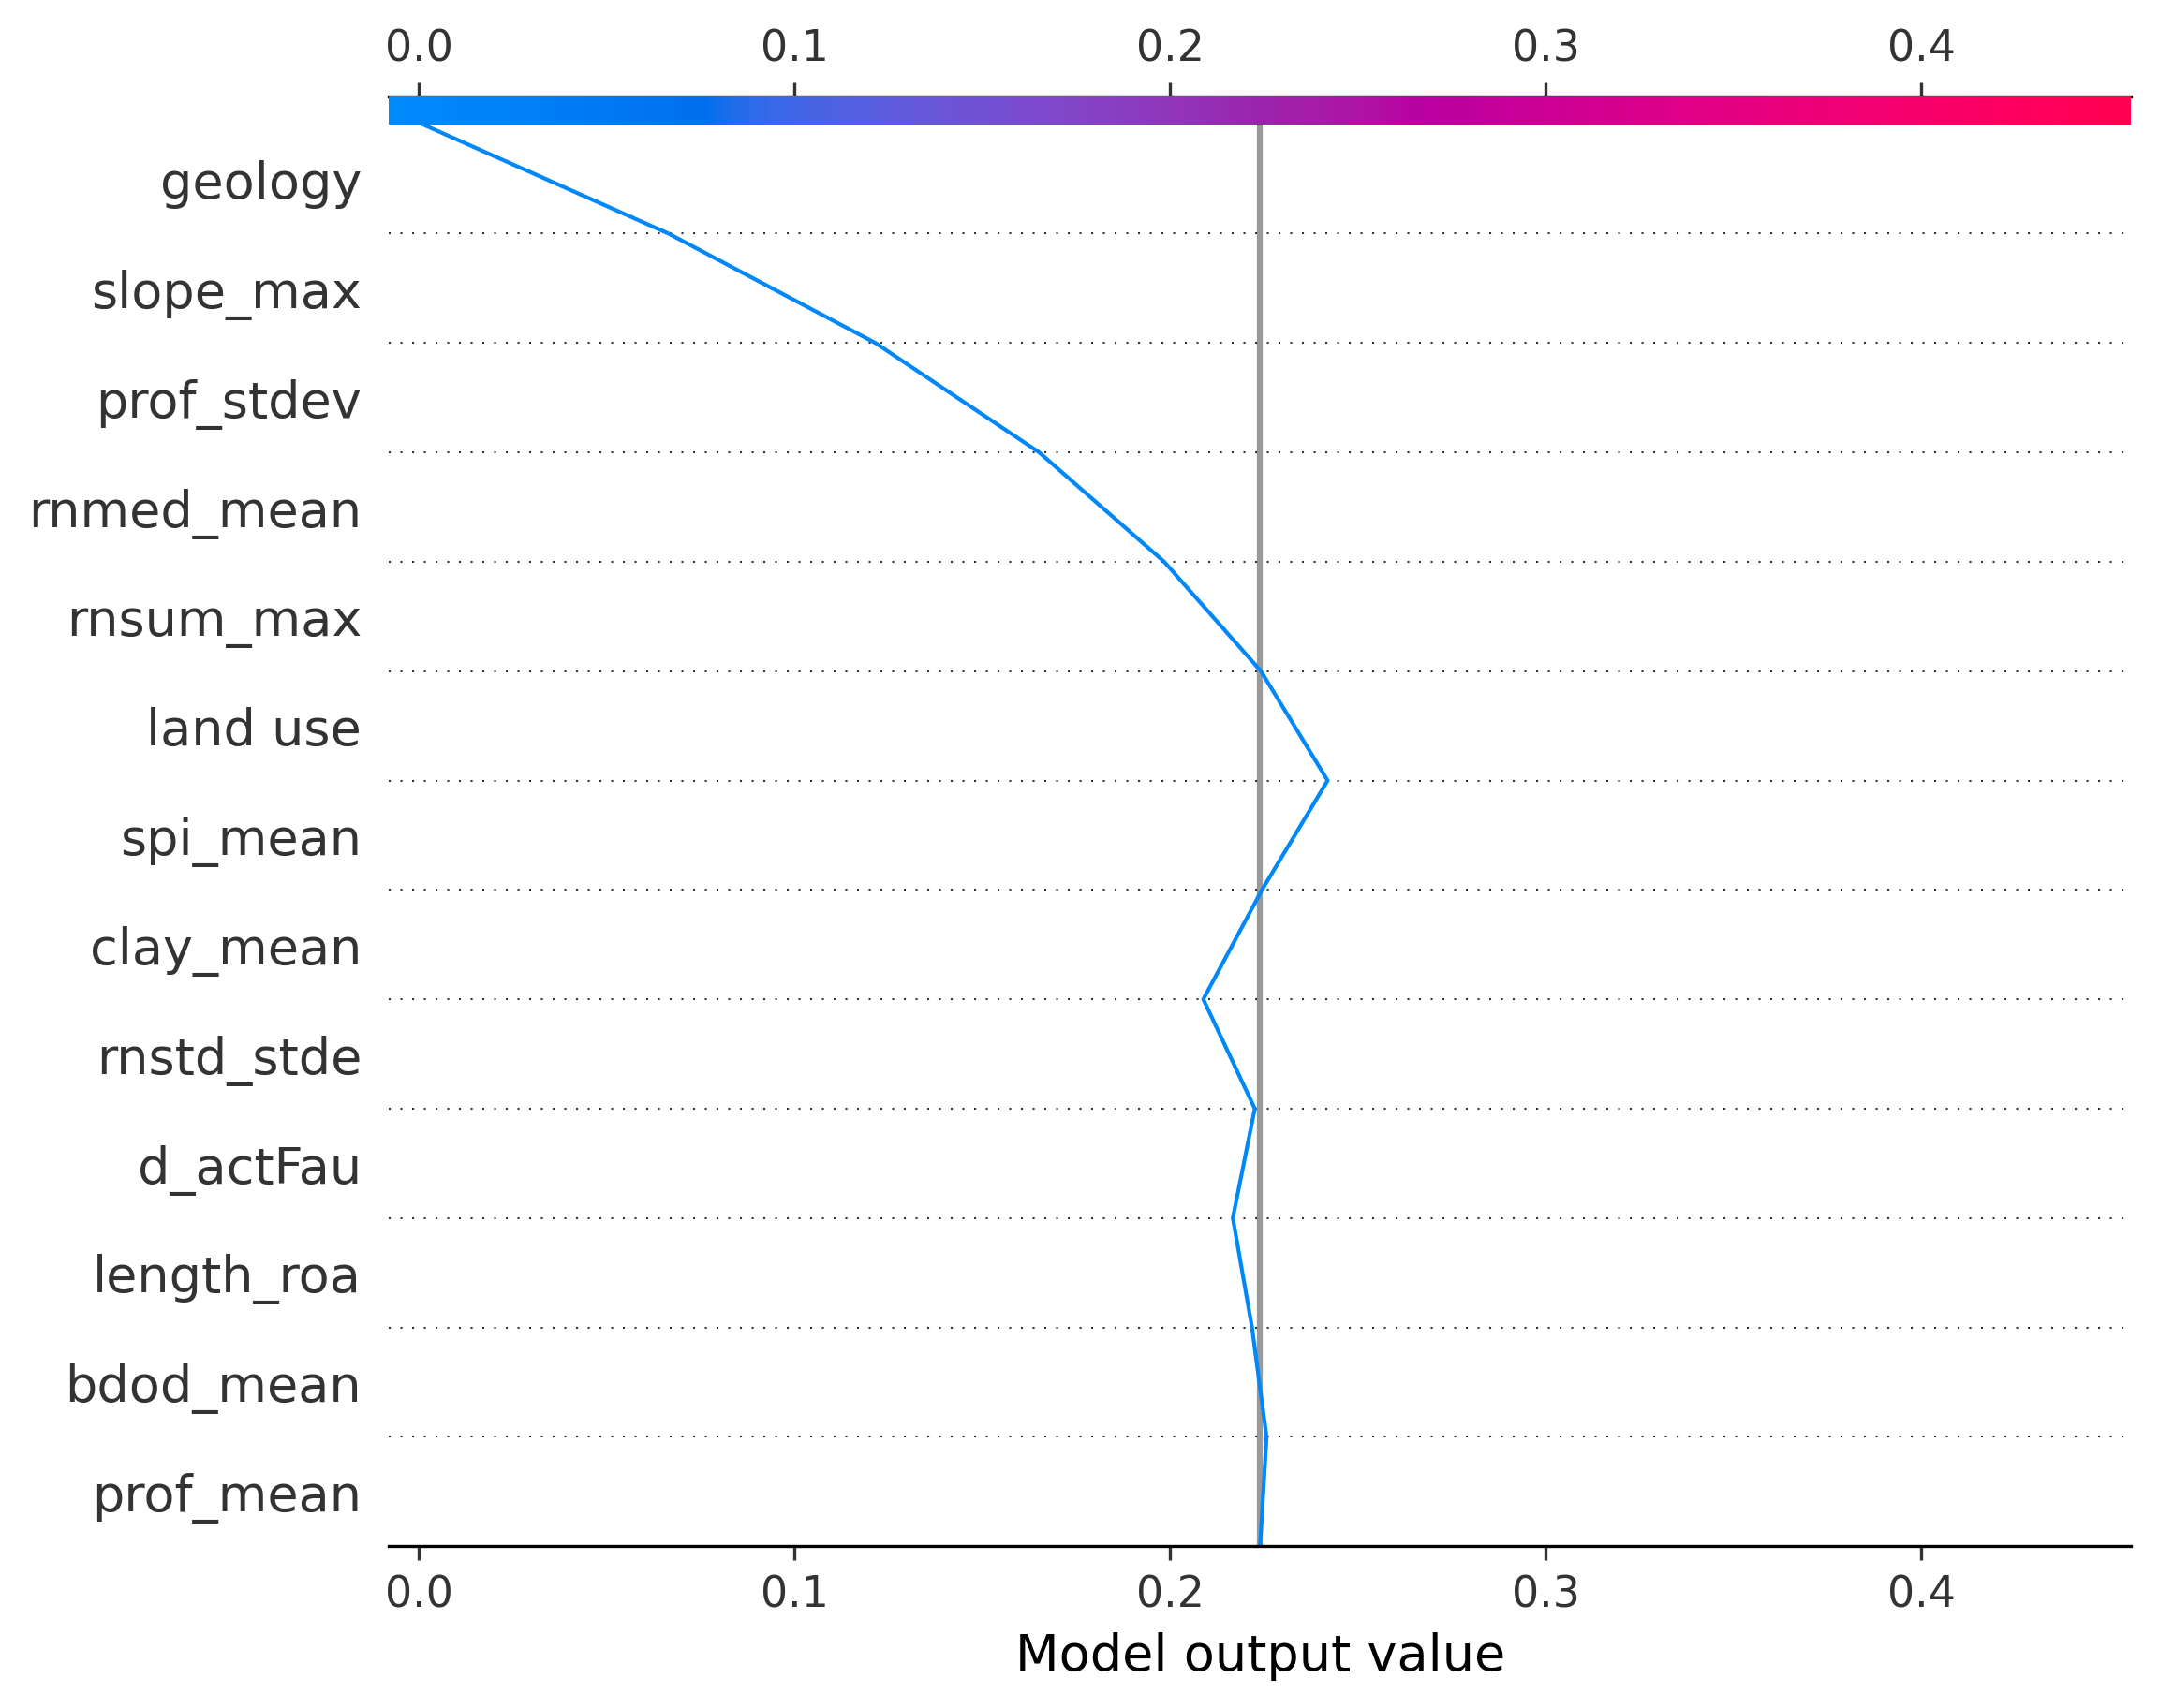 0.0 0.1 0.2 0.3 0.4
geology
slope_max
prof_stdev
rnmed_mean
rnsum_max
land use
spi_mean
clay_mean
rnstd_stde
d_actFau
length_roa
bdod_mean
prof_mean
0.0 0.1 0.2 0.3 0.4
Model output value